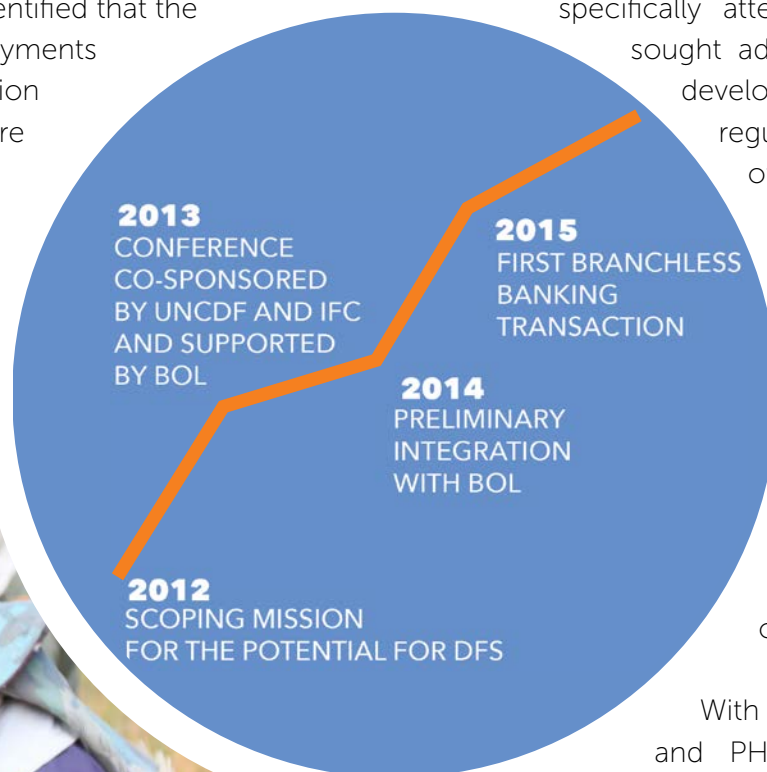 entified that the
yments
tion
re
specifically
sought
2013
CONFERENCE
CO-SPONSORED
BY UNCDF AND IFC
AND SUPPORTED
BY BOL
2015
FIRST BRANCHLESS
BANKING
TRANSACTION
2014
PRELIMINARY
INTEGRATION
WITH BOL
2012
SCOPING MISSION
FOR THE POTENTIAL FOR DFS
With
and PH